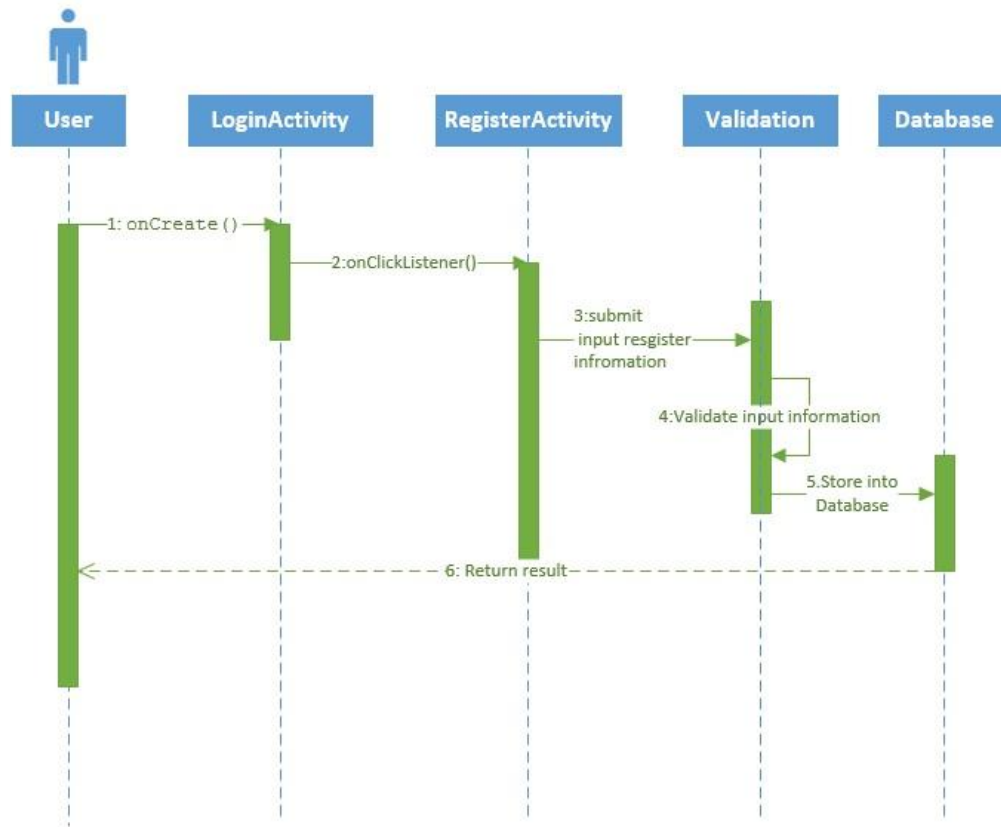 User
LoginActivity
RegisterActivity
Validation
Database
1: onCreate()
2:onClickListener()
3:submit
input resgister
infromation
4:Validate input information
5.Store into
Database
6: Return result